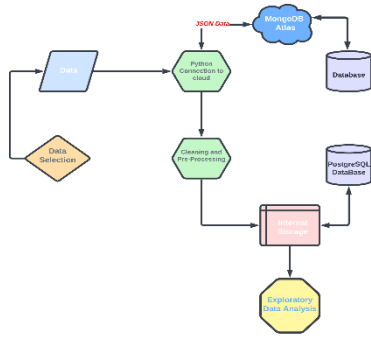 JSON Data
MongoDB
Atlas
Data
Python
Connection to
cloud
Database
Data
Selection
Cleaning and
Pre-Processing
PostgreSQL
DataBase
Internal
Storage
Exploratory
Data Analysis